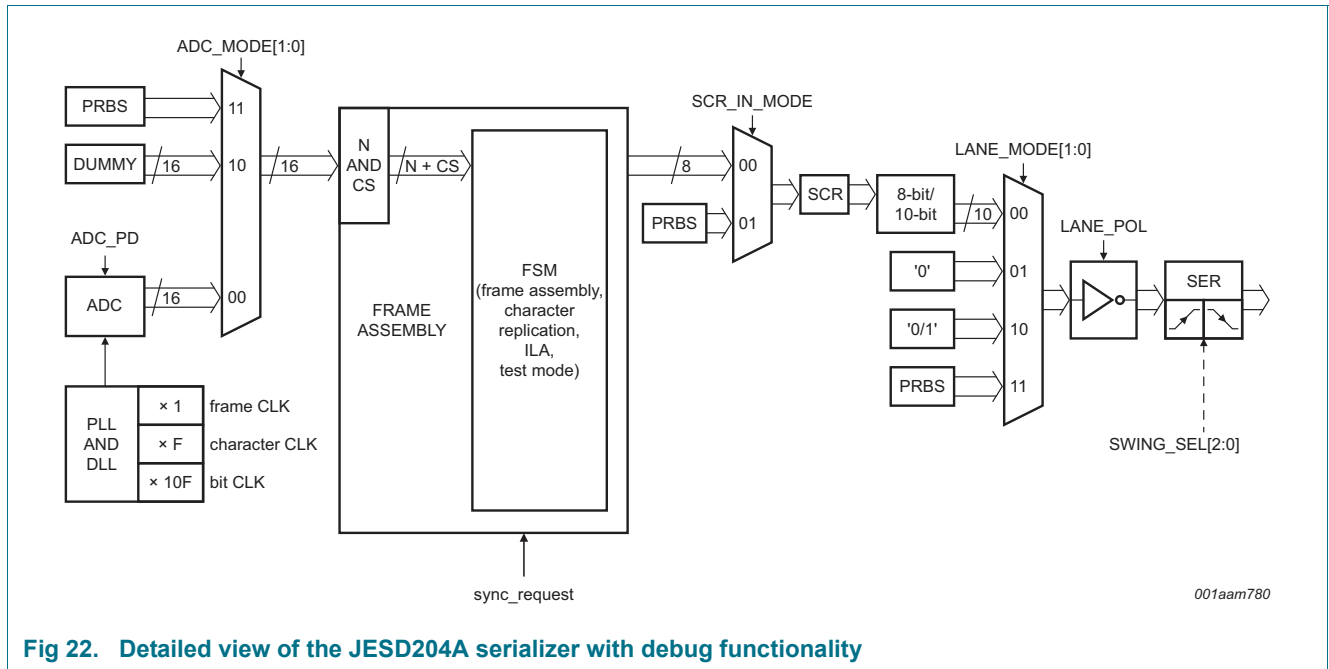 ADC_MODE[1:0]
PRBS
11
DUMMY
16
10
16
ADC_PD
ADC
16
00
PLL
AND
DLL
× 1
frame CLK
× F
character CLK
× 10F
bit CLK
N
AND
CS
N + CS
FRAME
ASSEMBLY
FSM
(frame assembly,
character
replication,
ILA,
test mode)
sync_request
SCR_IN_MODE
8
00
PRBS
01
SCR
8-bit/
10-bit
10
LANE_MODE[1:0]
00
'0'
01
'0/1'
10
PRBS
11
LANE_POL
SER
SWING_SEL[2:0]
001aam780
Fig 22. Detailed view of the JESD204A serializer with debug functionality